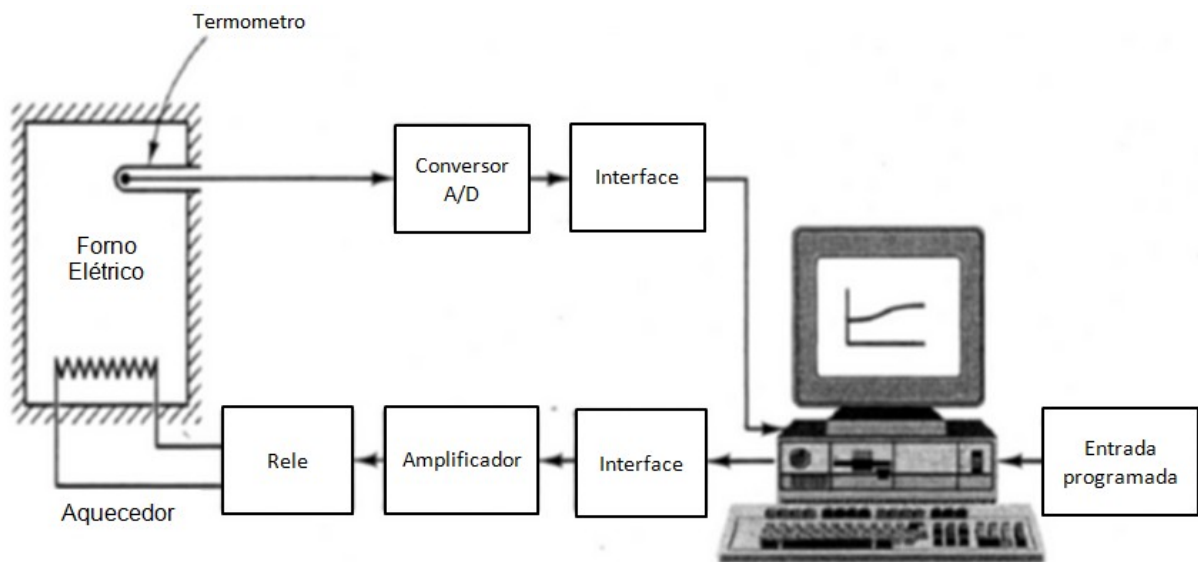 Termometro
Conversor
A/D
Interface
Forno
Elétrico
Rele
Amplificador
Interface
Entrada
programada
Aquecedor